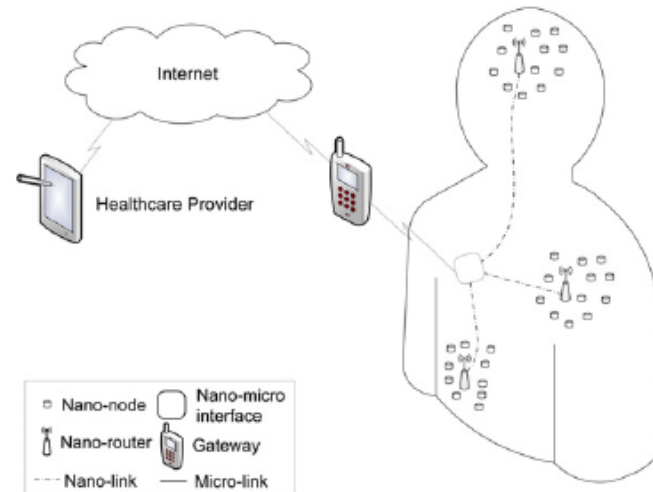 Internet
Healthcare Provider
Nano-node
Nano-micro
interface
Nano-router
Gateway
Nano-link
Micro-link